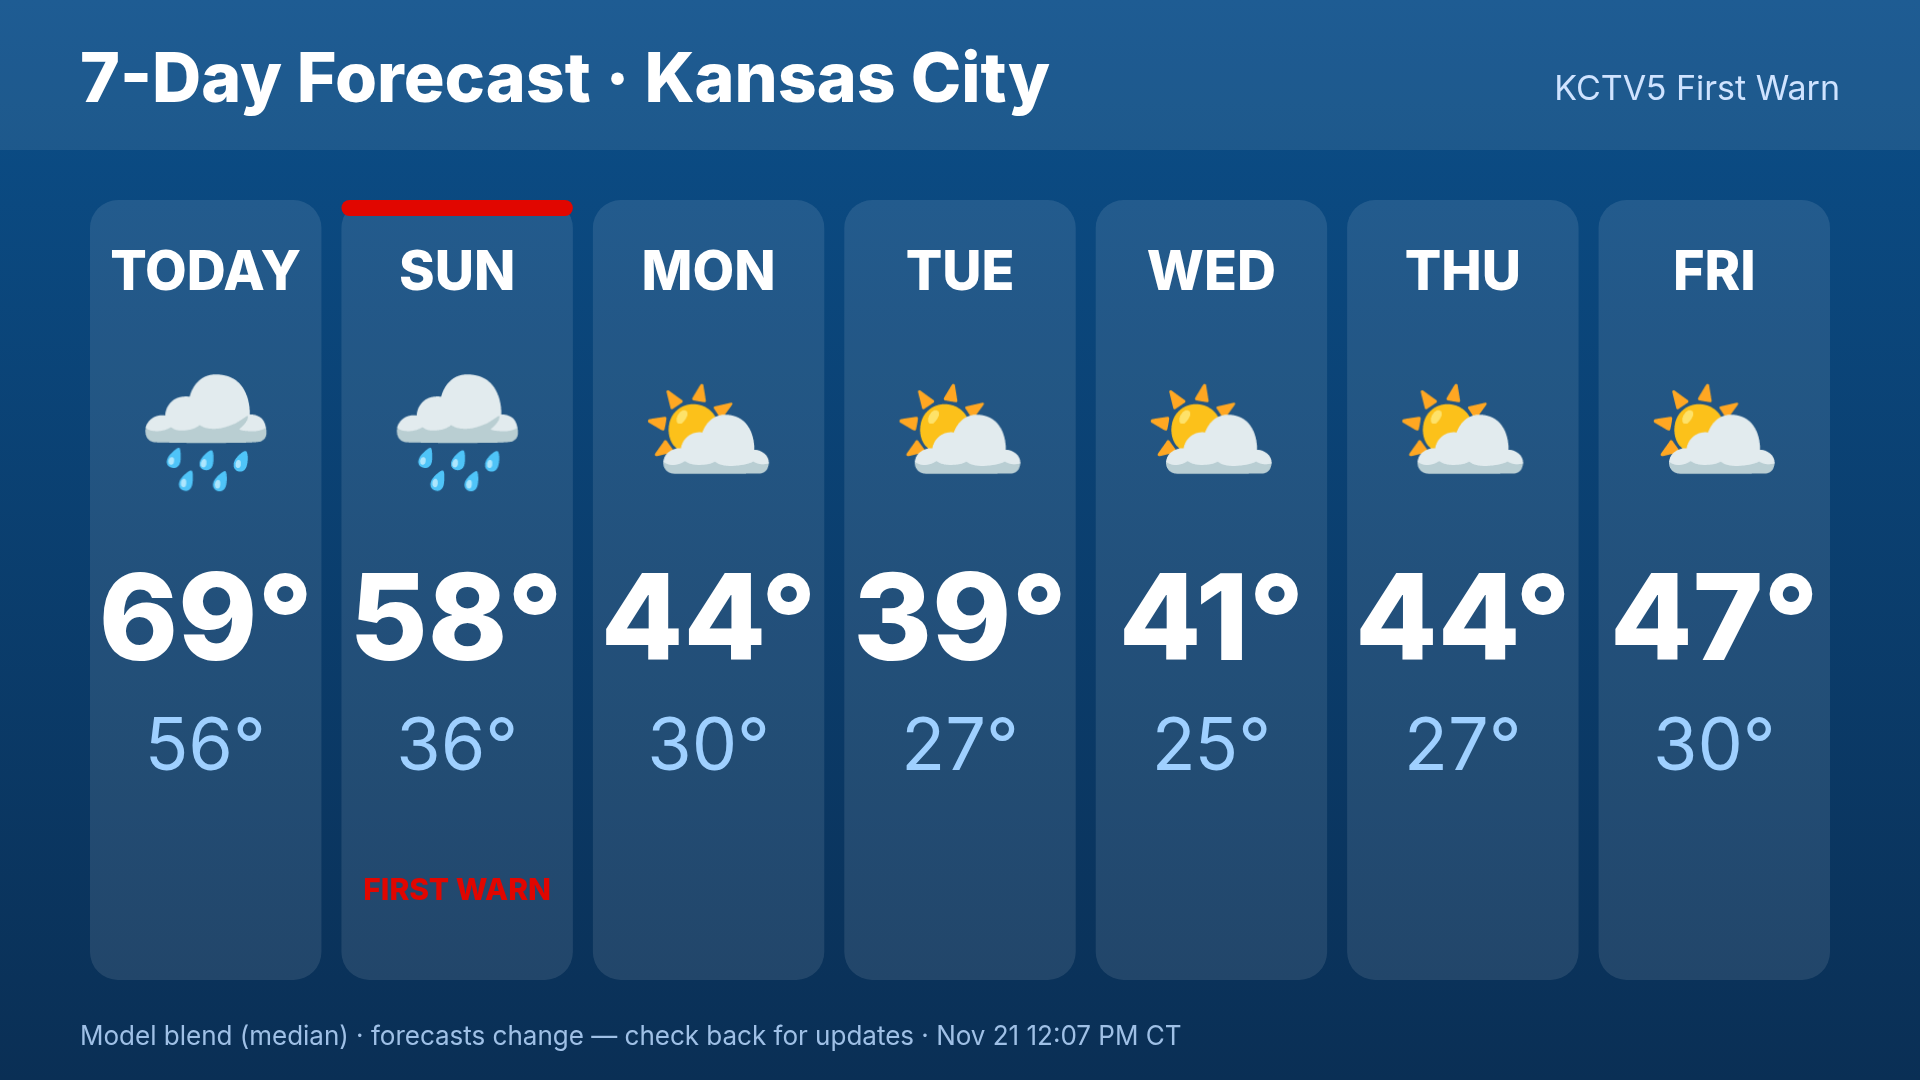 7-Day Forecast · Kansas City
KCTV5 First Warn
TODAY SUN MON TUE WED THU FRI
69° 58° 44° 39° 41° 44° 47°
56° 36° 30° 27° 25° 27° 30°
FIRST WARN
Model blend (median) · forecasts change — check back for updates · Nov 21 12:07 PM CT